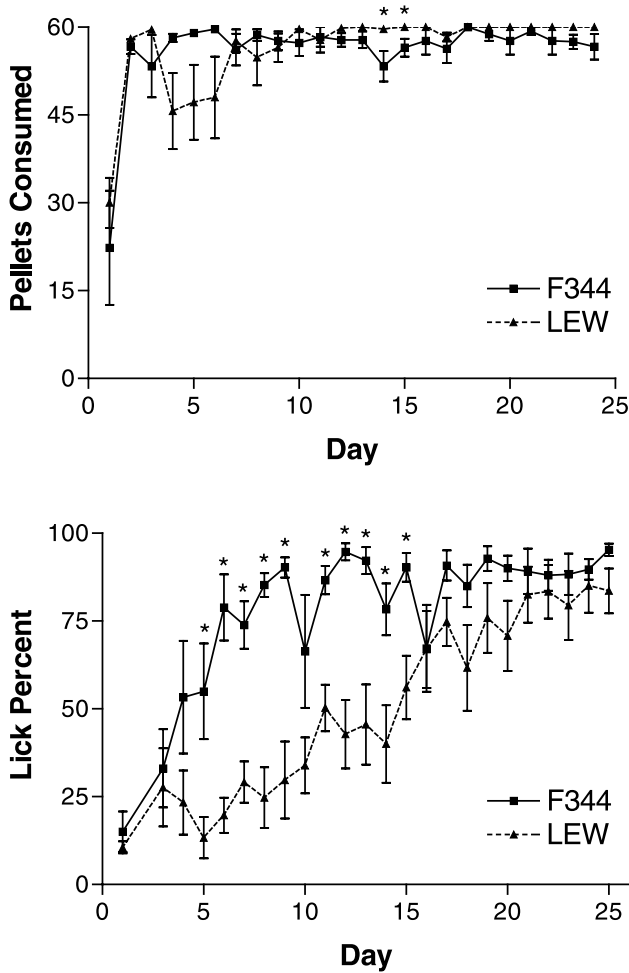 * *
60
45
30
15
0
Pellets Consumed
F344
LEW
0 5 10 15 20 25
Day
* * * * * * * * * *
100
75
50
25
0
Lick Percent
F344
LEW
0 5 10 15 20 25
Day